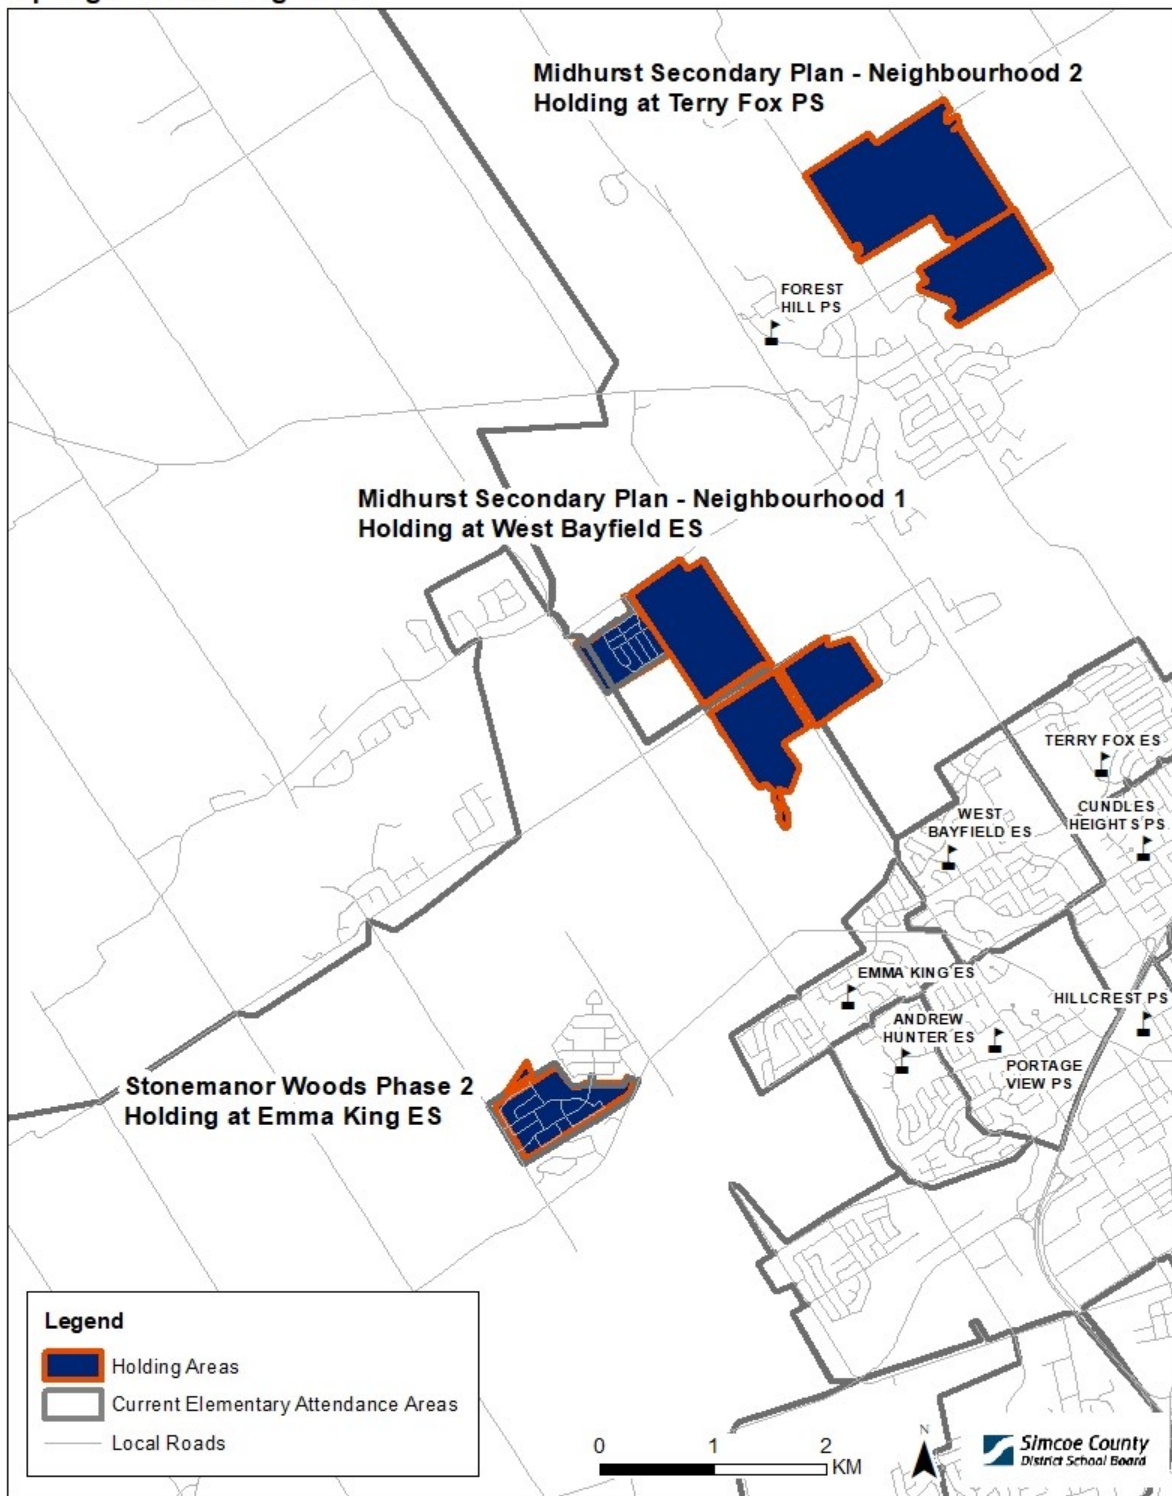 Midhurst Secondary Plan - Neighbourhood 2
Holding at Terry Fox PS
FOREST
HILL PS
Midhurst Secondary Plan - Neighbourhood 1
Holding at West Bayfield ES
TERRY FOX ES
WEST
BAYFIELD ES
CUNDLES
HEIGHTS PS
EMMA KING ES
HILLCREST PS
ANDREW
HUNTER ES
PORTAGE
VIEW PS
Stonemanor Woods Phase 2
Holding at Emma King ES
Legend
Holding Areas
Current Elementary Attendance Areas
Local Roads
0 1 2
KM
N
Simcoe County
District School Board